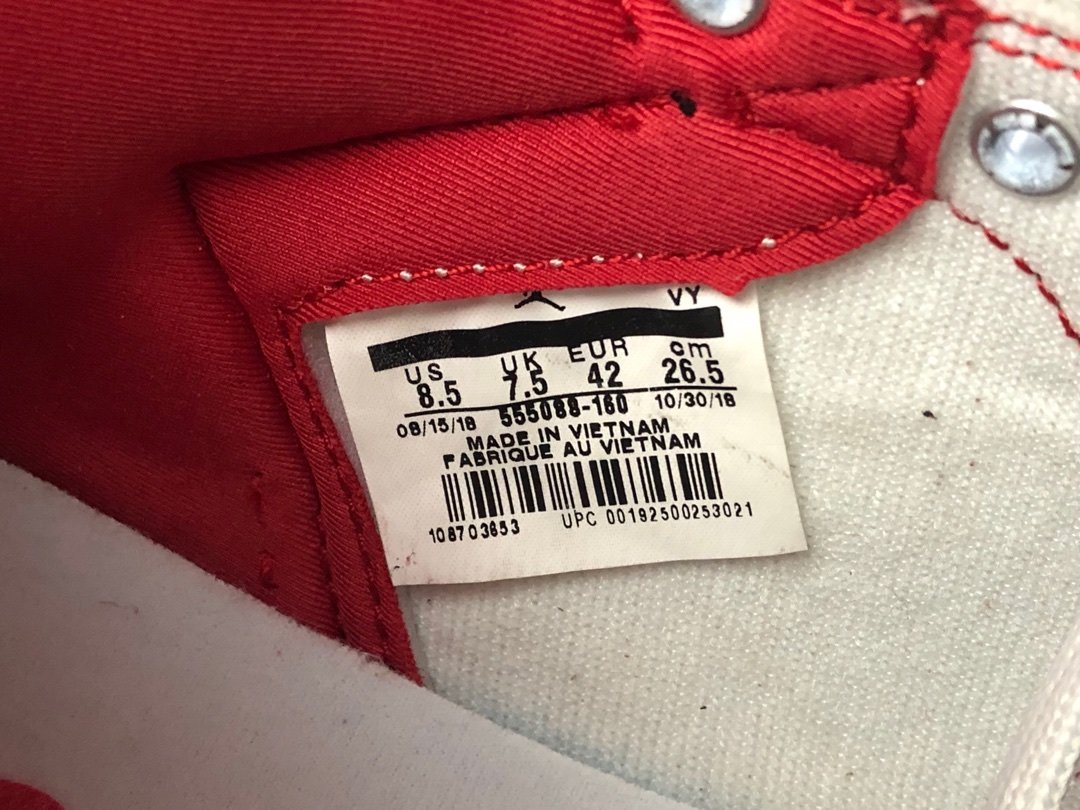 VY
US UK EUR cm
8.5 7.5 42 26.5
08/15/18 555088-160 10/30/18
MADE IN VIETNAM
FABRIQUE AU VIETNAM
108703653 UPC 00192500253021